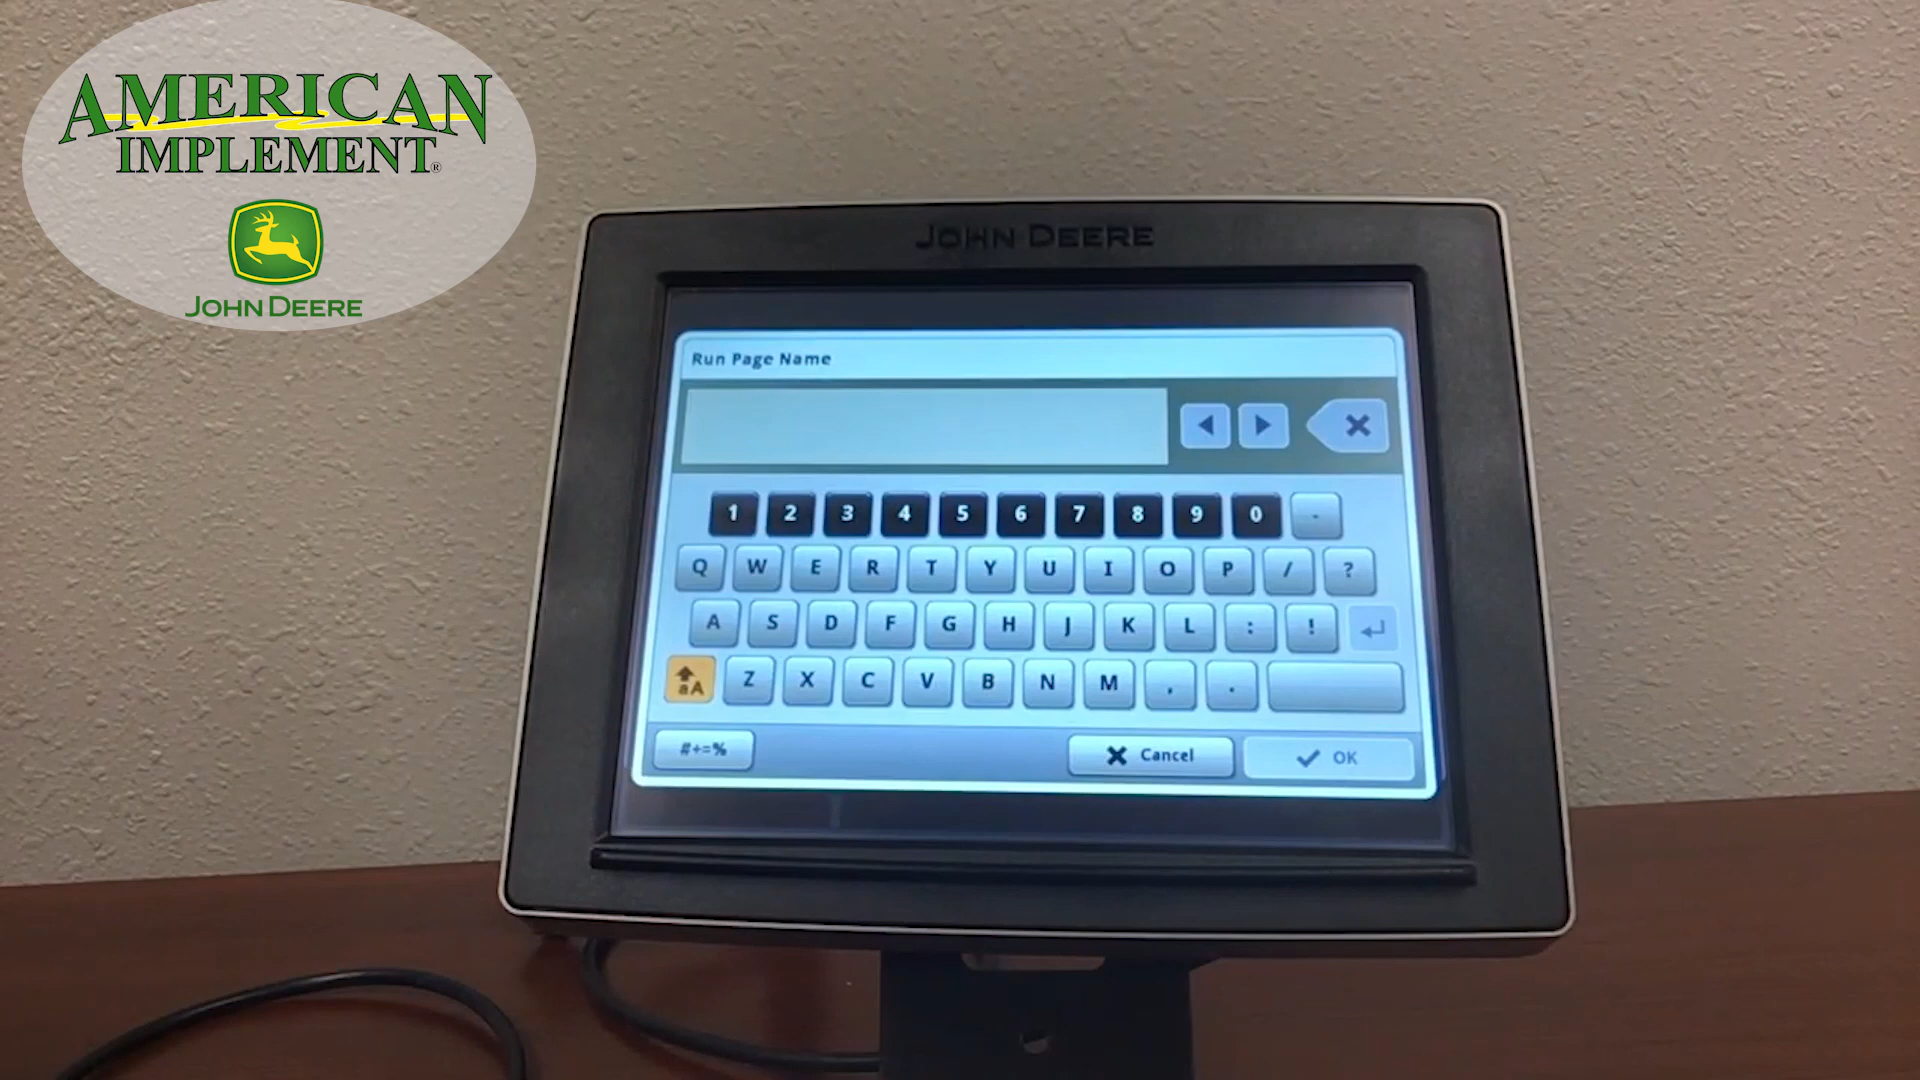 AMERICAN
IMPLEMENT®
JOHN DEERE
JOHN DEERE
Run Page Name
1 2 3 4 5 6 7 8 9 0 -
Q W E R T Y U I O P / ?
A S D F G H J K L : !
aA Z X C V B N M , .
#+=% Cancel OK